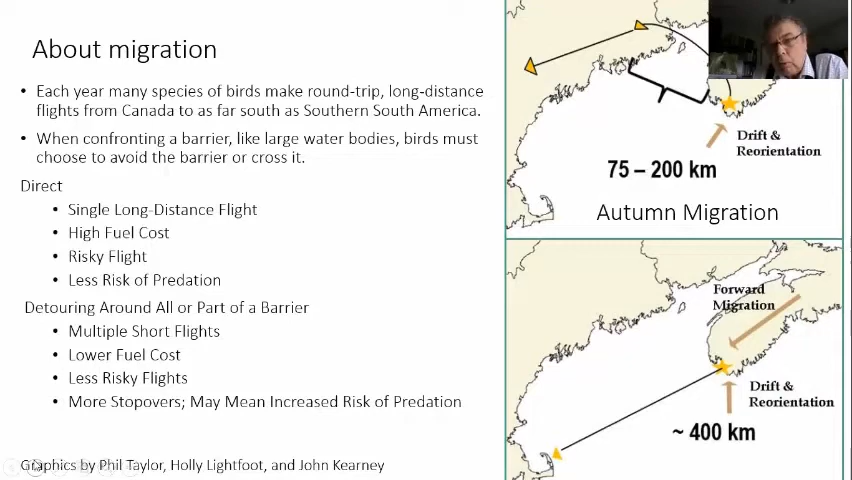 About migration
• Each year many species of birds make round-trip, long-distance
flights from Canada to as far south as Southern South America.
• When confronting a barrier, like large water bodies, birds must
choose to avoid the barrier or cross it.
Direct
• Single Long-Distance Flight
• High Fuel Cost
• Risky Flight
• Less Risk of Predation
Detouring Around All or Part of a Barrier
• Multiple Short Flights
• Lower Fuel Cost
• Less Risky Flights
• More Stopovers; May Mean Increased Risk of Predation
Graphics by Phil Taylor, Holly Lightfoot, and John Kearney
Drift &
Reorientation
75 – 200 km
Autumn Migration
Forward
Migration
Drift &
Reorientation
~ 400 km